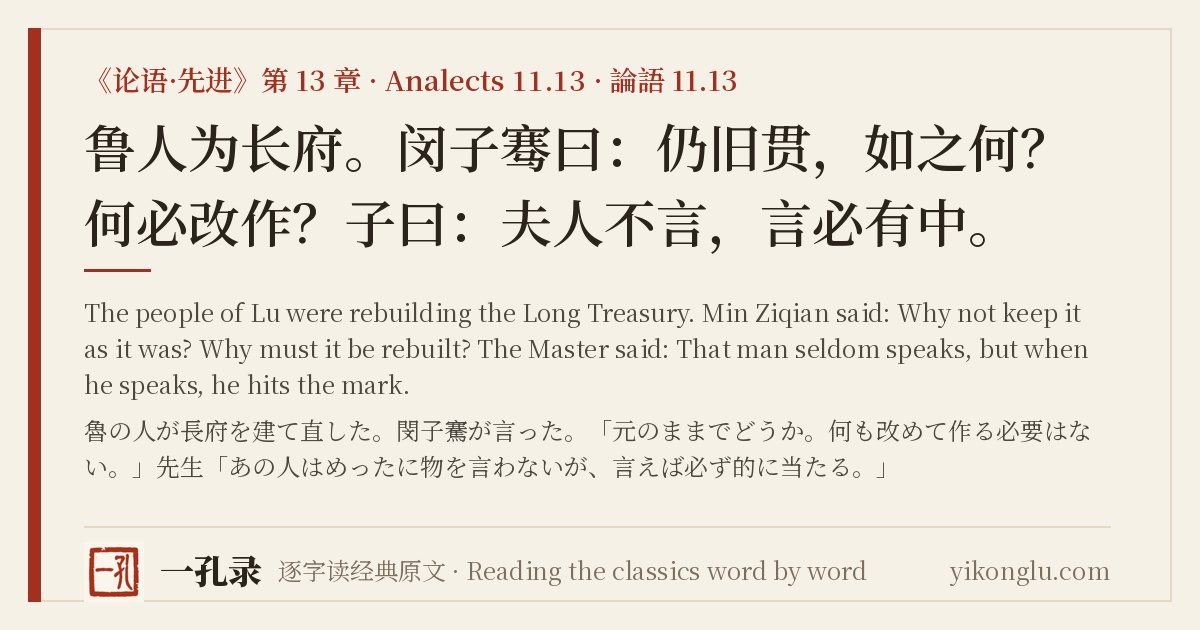 《论语·先进》第 13 章 · Analects 11.13 · 論語 11.13
鲁人为长府。闵子骞曰：仍旧贯，如之何？
何必改作？子曰：夫人不言，言必有中。
The people of Lu were rebuilding the Long Treasury. Min Ziqian said: Why not keep it
as it was? Why must it be rebuilt? The Master said: That man seldom speaks, but when
he speaks, he hits the mark.
魯の人が長府を建て直した。閔子騫が言った。「元のままでどうか。何も改めて作る必要はな
い。」先生「あの人はめったに物を言わないが、言えば必ず的に当たる。」
一孔
一孔录 逐字读经典原文 · Reading the classics word by word yikonglu.com